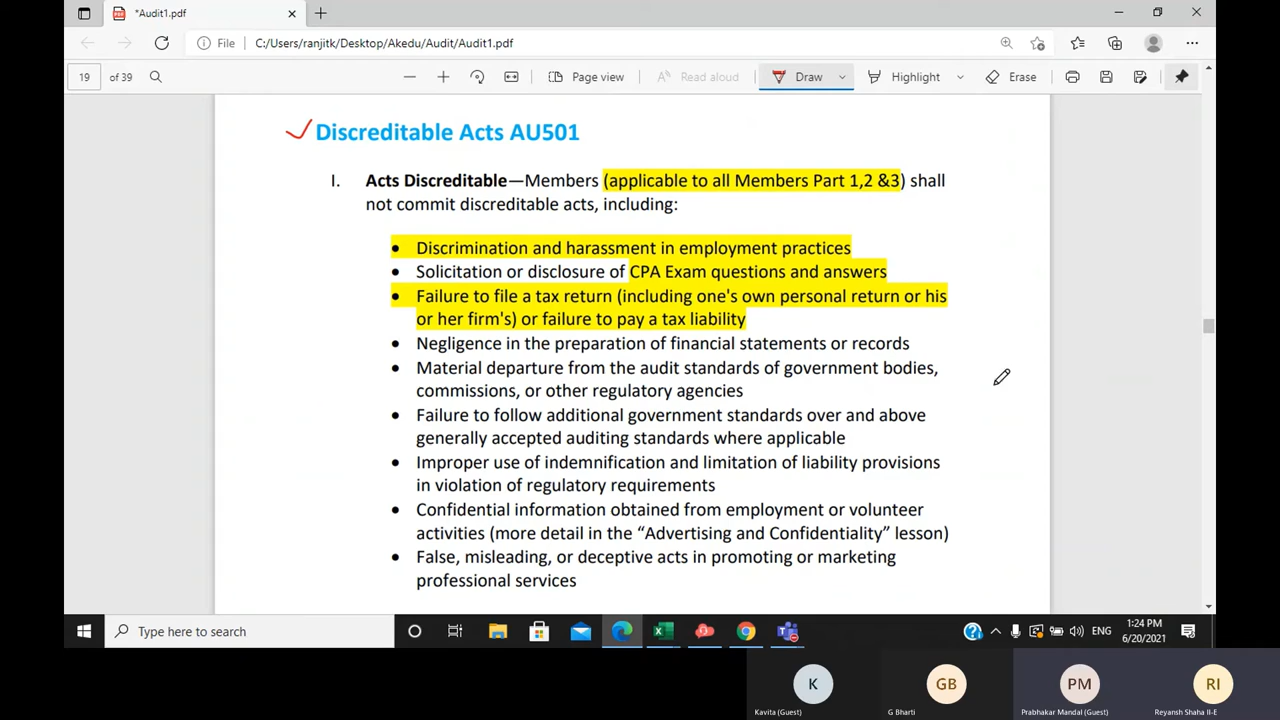 *Audit1.pdf
File
C:/Users/ranjitk/Desktop/Akedu/Audit/Audit1.pdf
19 of 39
Page view
Read aloud
Draw
Highlight
Erase
Discreditable Acts AU501
I. Acts Discreditable—Members (applicable to all Members Part 1,2 &3) shall
not commit discreditable acts, including:
• Discrimination and harassment in employment practices
• Solicitation or disclosure of CPA Exam questions and answers
• Failure to file a tax return (including one's own personal return or his
or her firm's) or failure to pay a tax liability
• Negligence in the preparation of financial statements or records
• Material departure from the audit standards of government bodies,
commissions, or other regulatory agencies
• Failure to follow additional government standards over and above
generally accepted auditing standards where applicable
• Improper use of indemnification and limitation of liability provisions
in violation of regulatory requirements
• Confidential information obtained from employment or volunteer
activities (more detail in the “Advertising and Confidentiality” lesson)
• False, misleading, or deceptive acts in promoting or marketing
professional services
Type here to search
ENG
1:24 PM
6/20/2021
K
GB
PM
RI
Kavita (Guest)
G Bharti
Prabhakar Mandal (Guest)
Reyansh Shaha II-E